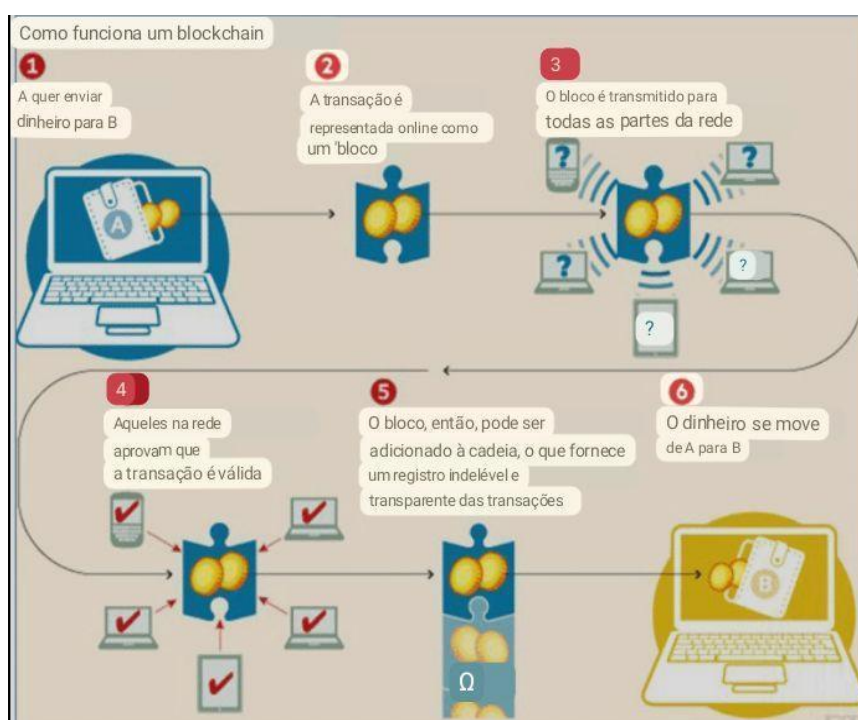 Como funciona um blockchain
1
A quer enviar
dinheiro para B
2
A transação é
representada online como
um 'bloco
3
O bloco é transmitido para
todas as partes da rede
?
?
?
?
?
A
4
Aqueles na rede
aprovam que
a transação é válida
5
O bloco, então, pode ser
adicionado à cadeia, o que fornece
um registro indelével e
transparente das transações
6
O dinheiro se move
de A para B
B
Ω